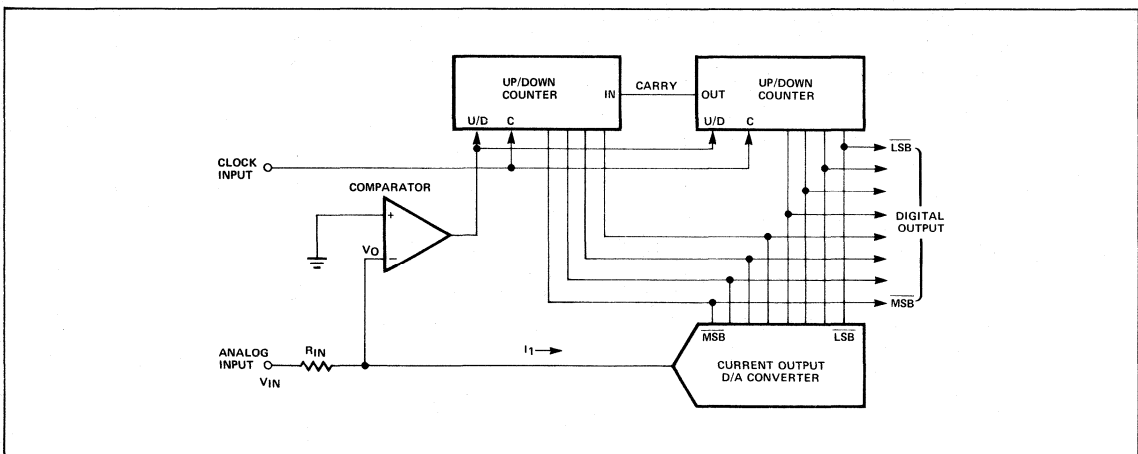 UP/DOWN
COUNTER
IN
U/D
C
CARRY
UP/DOWN
COUNTER
OUT
U/D
C
CLOCK
INPUT
COMPARATOR
+
VO
−
LSB
DIGITAL
OUTPUT
MSB
ANALOG
INPUT
VIN
RIN
I1
MSB
LSB
CURRENT OUTPUT
D/A CONVERTER